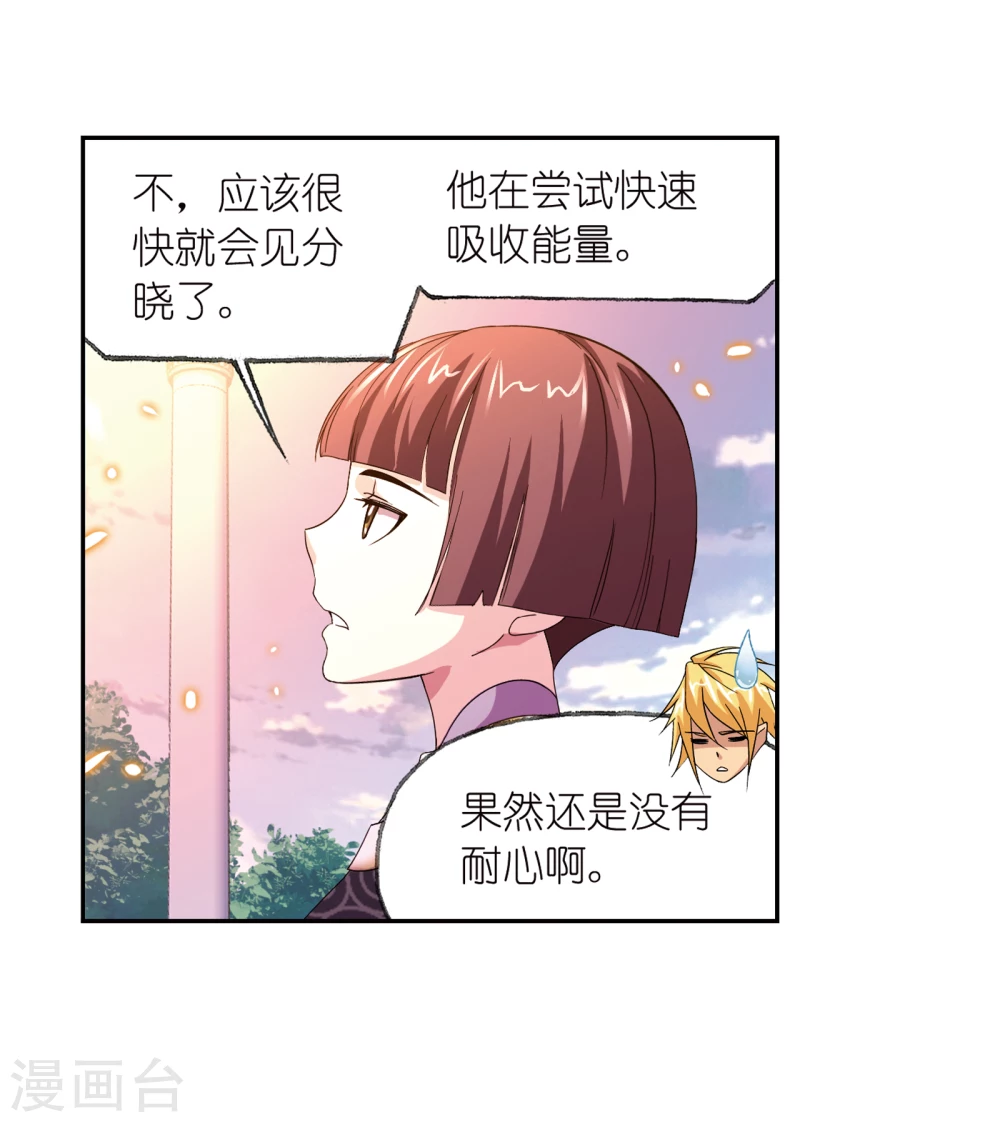 不，应该很
快就会见分
晓了。
他在尝试快速
吸收能量。
果然还是没有
耐心啊。
漫画台